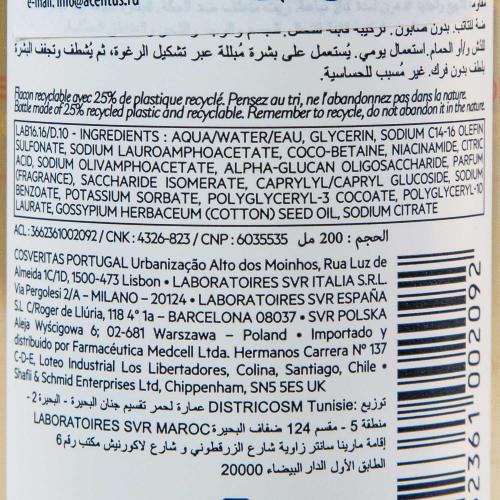 e-mail: info@acentus.ru
لمنة للتائب. بدون صابون. تركيبة
للدُش و/أو الحمام. استعمال يومي. يُستعمل على بشرة مُبللة عبر تشكيل الرغوة، ثم يُشطف وتجفف البشرة
بلطف بدون فرك. غير مُسبب للحساسية.
Flacon recyclable avec 25% de plastique recyclé. Pensez au tri, ne l'abandonnez pas dans la nature.
Bottle made of 25% recycled plastic and recyclable. Remember to recycle, do not abandon it in the nature.
LAB16.16/D.10 - INGREDIENTS : AQUA/WATER/EAU, GLYCERIN, SODIUM C14-16 OLEFIN
SULFONATE, SODIUM LAUROAMPHOACETATE, COCO-BETAINE, NIACINAMIDE, CITRIC
ACID, SODIUM OLIVAMPHOACETATE, ALPHA-GLUCAN OLIGOSACCHARIDE, PARFUM
(FRAGRANCE), SACCHARIDE ISOMERATE, CAPRYLYL/CAPRYL GLUCOSIDE, SODIUM
BENZOATE, POTASSIUM SORBATE, POLYGLYCERYL-3 COCOATE, POLYGLYCERYL-10
LAURATE, GOSSYPIUM HERBACEUM (COTTON) SEED OIL, SODIUM CITRATE
ACL : 3662361002092 / CNK : 4326-823 / CNP : 6035535 الحجم : 200 مل
COSVERITAS PORTUGAL Urbanização Alto dos Moinhos, Rua Luz de
Almeida 1C/1D, 1500-473 Lisbon • LABORATOIRES SVR ITALIA S.R.L.
Via Pergolesi 2/A – MILANO – 20124 • LABORATOIRES SVR ESPAÑA
S.L C/Roger de Llúria, 118 4° 1a – BARCELONA 08037 • SVR POLSKA
Aleja Wyścigowa 6; 02-681 Warszawa – Poland • Importado y
distribuido por Farmacéutica Medcell Ltda. Hermanos Carrera N° 137
C-D-E, Loteo Industrial Los Libertadores, Colina, Santiago, Chile •
Shafii & Schmid Enterprises Ltd, Chippenham, SN5 5ES UK
توزيع :DISTRICOSM Tunisie عمارة لحمر تقسيم جنان البحيرة - البحيرة 2 -
منطقة 5 - مقسم 124 ضفاف البحيرة LABORATOIRES SVR MAROC
إقامة مارينا سانتر زاوية شارع الزرقطوني و شارع لاكورنيش مكتب رقم 6
الطابق الأول الدار البيضاء 20000
62361 002092